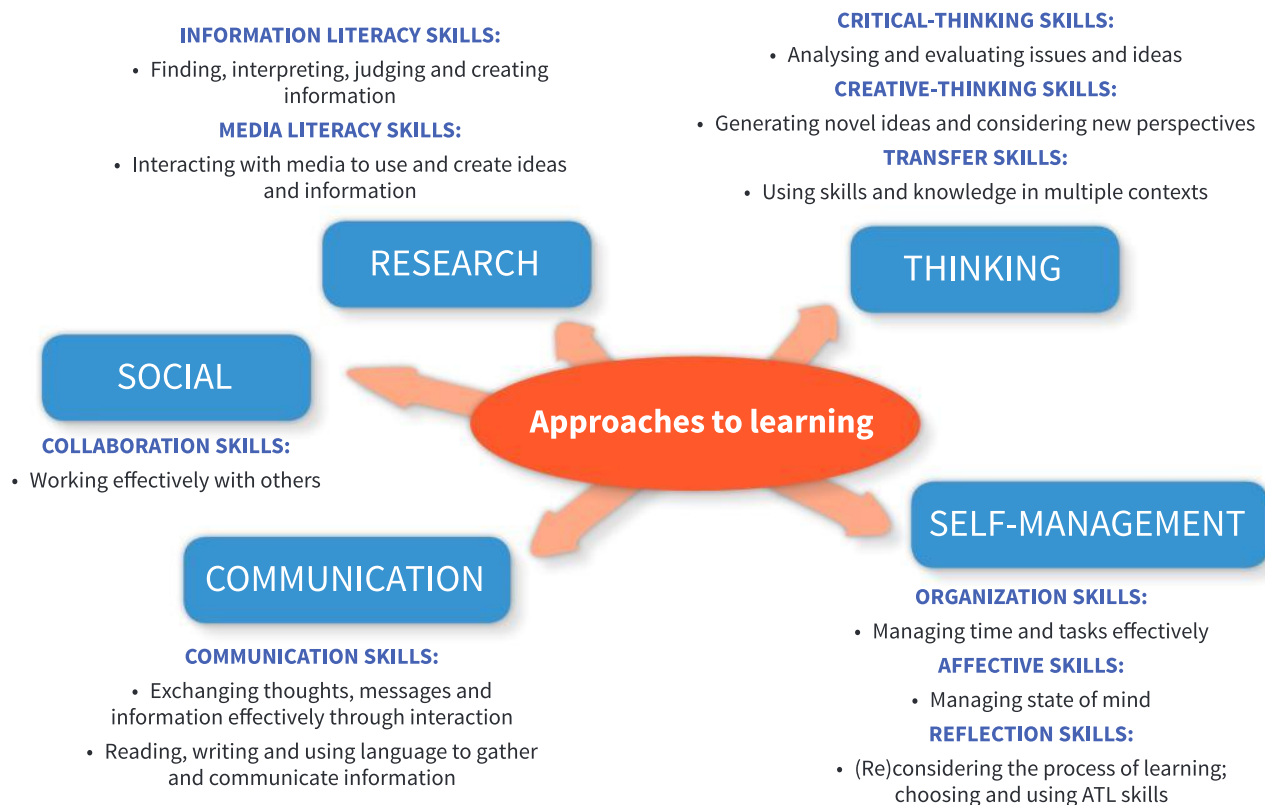 INFORMATION LITERACY SKILLS:
• Finding, interpreting, judging and creating
information
MEDIA LITERACY SKILLS:
• Interacting with media to use and create ideas
and information
RESEARCH
CRITICAL-THINKING SKILLS:
• Analysing and evaluating issues and ideas
CREATIVE-THINKING SKILLS:
• Generating novel ideas and considering new perspectives
TRANSFER SKILLS:
• Using skills and knowledge in multiple contexts
THINKING
SOCIAL
COLLABORATION SKILLS:
• Working effectively with others
Approaches to learning
COMMUNICATION
COMMUNICATION SKILLS:
• Exchanging thoughts, messages and
information effectively through interaction
• Reading, writing and using language to gather
and communicate information
SELF-MANAGEMENT
ORGANIZATION SKILLS:
• Managing time and tasks effectively
AFFECTIVE SKILLS:
• Managing state of mind
REFLECTION SKILLS:
• (Re)considering the process of learning;
choosing and using ATL skills